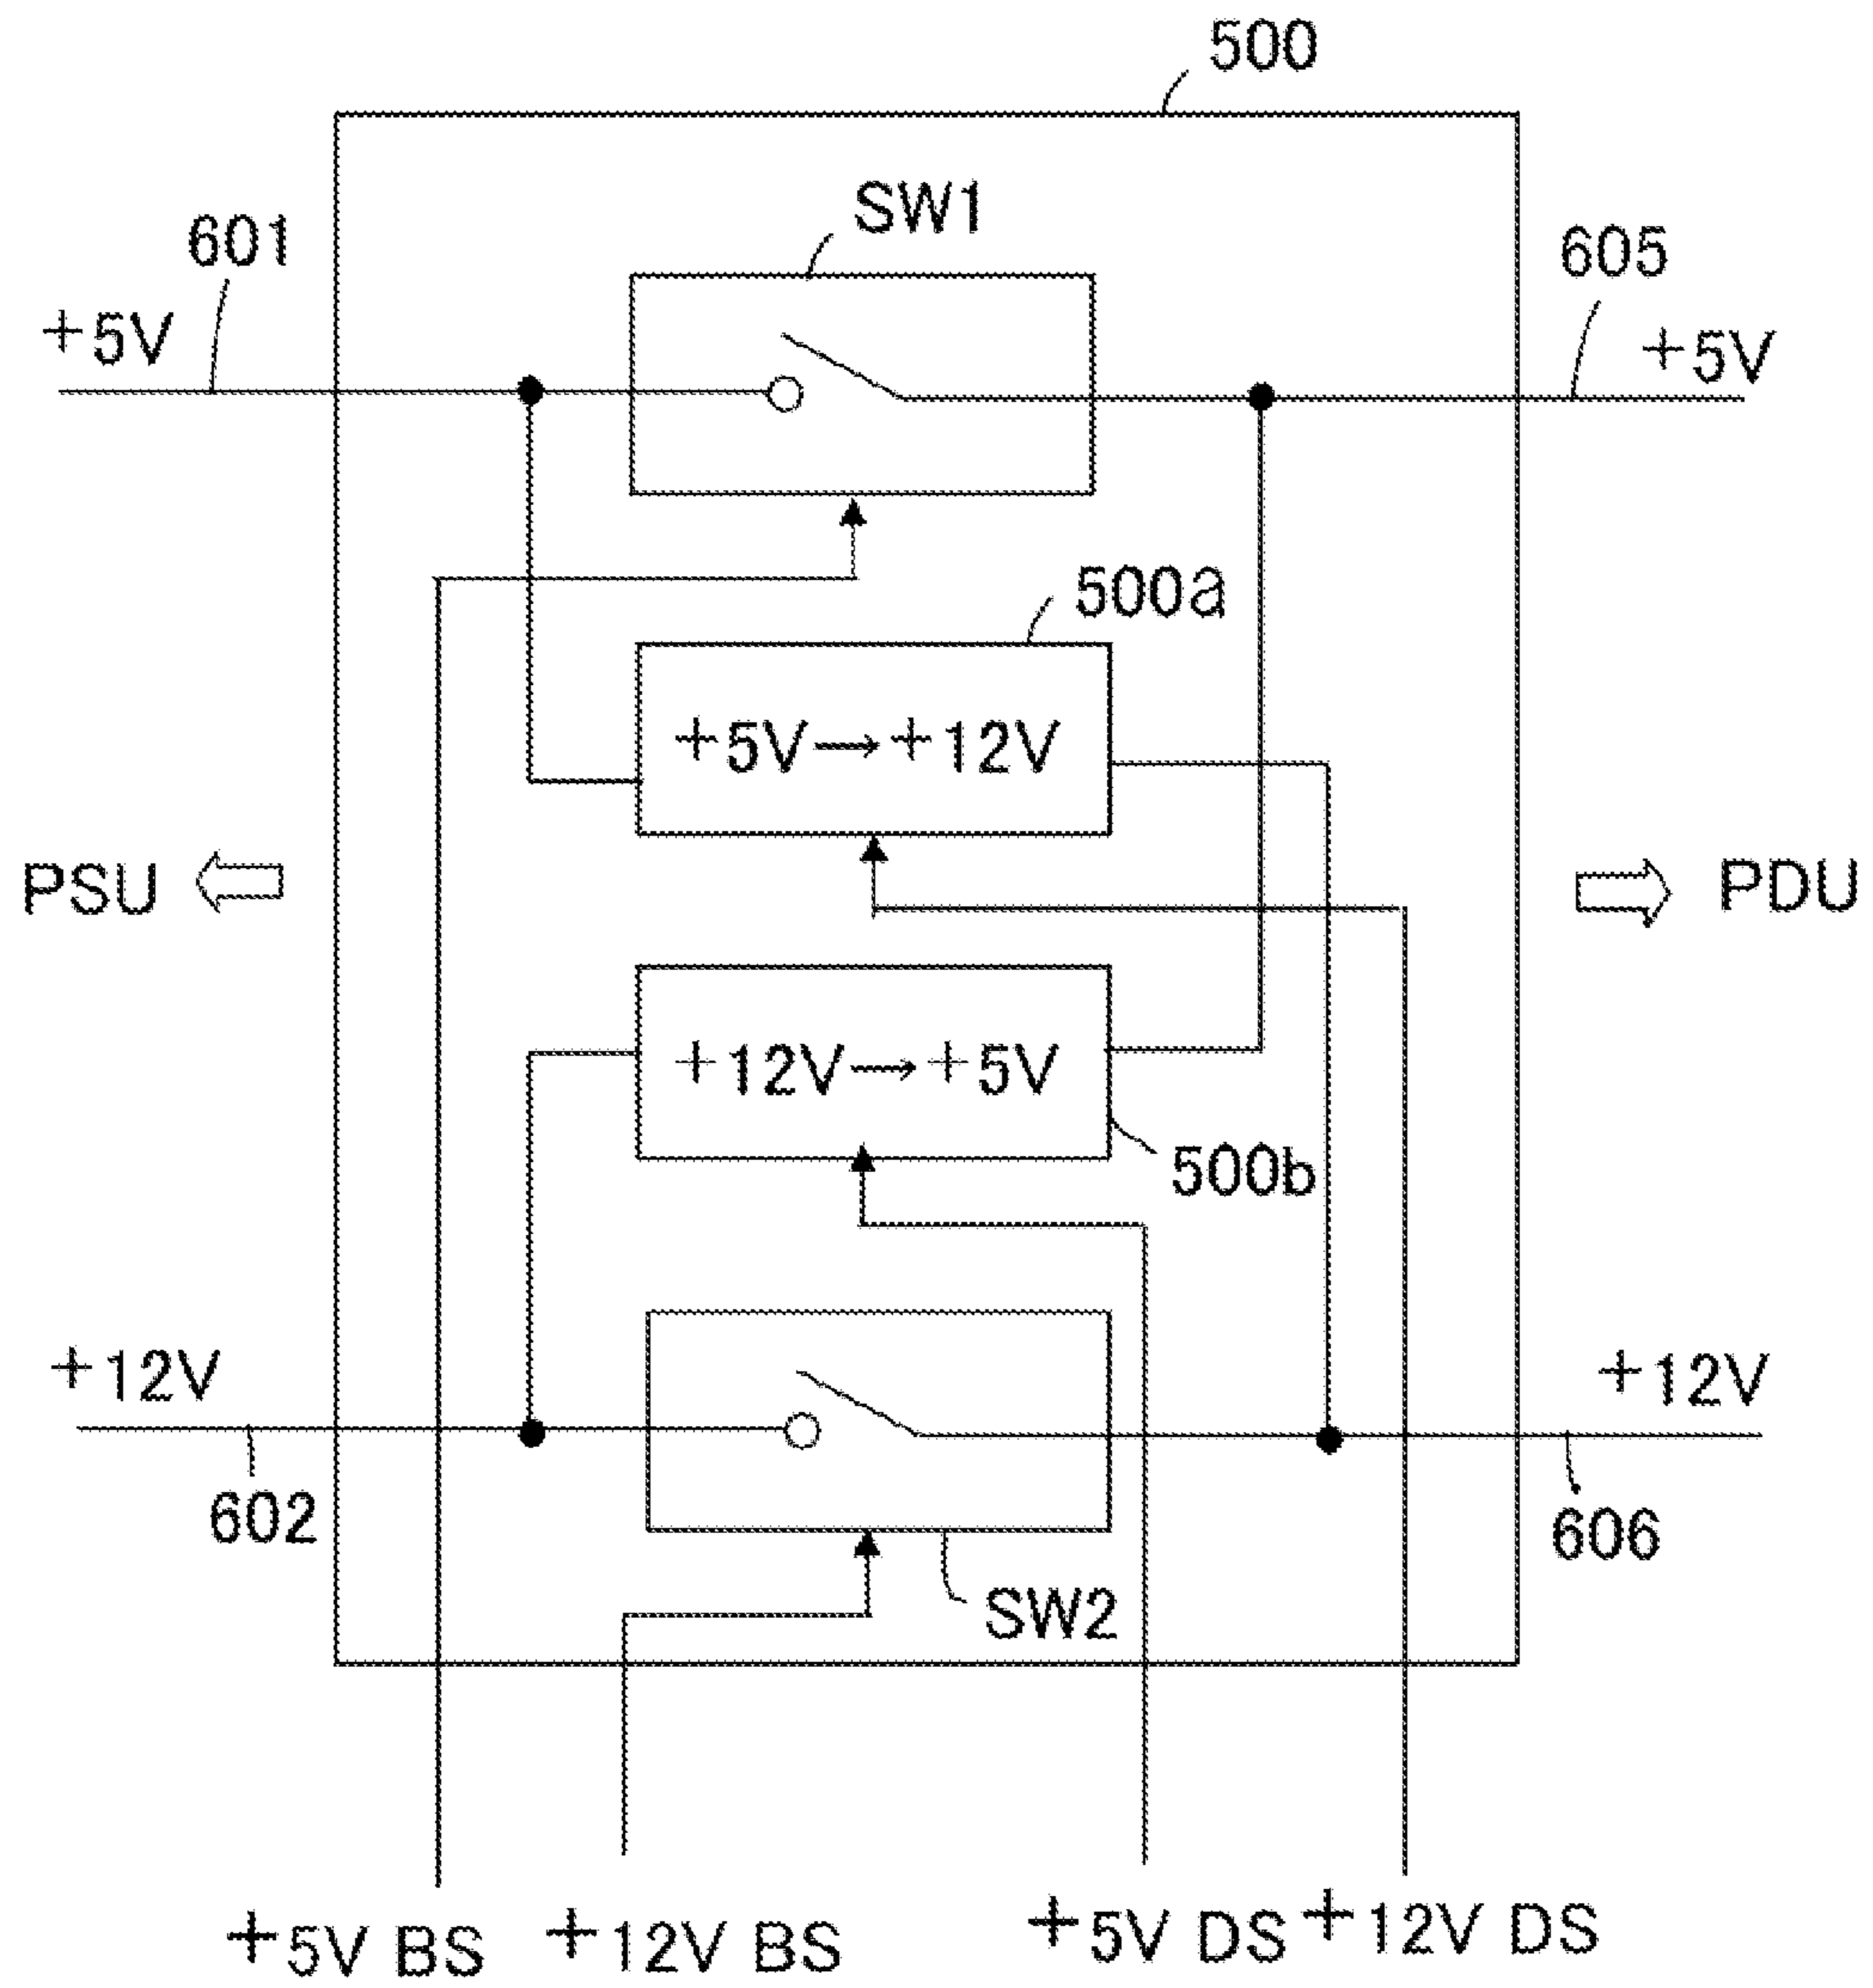 500
SW1
601
605
+5V
+5V
500a
+5V→+12V
PSU
PDU
+12V→+5V
500b
+12V
+12V
602
606
SW2
+5V BS
+12V BS
+5V DS
+12V DS